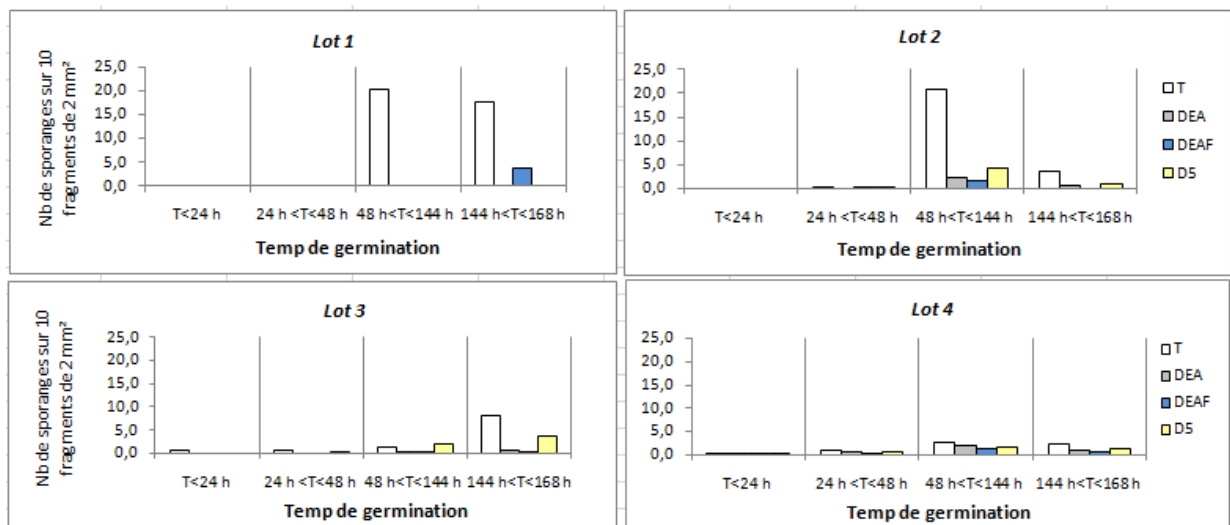 Lot 1
Nb de sporanges sur 10
fragments de 2 mm²
25,0
20,0
15,0
10,0
5,0
0,0
T<24 h
24 h <T<48 h
48 h<T<144 h
144 h<T<168 h
Temp de germination
Lot 2
25,0
20,0
15,0
10,0
5,0
0,0
T<24 h
24 h <T<48 h
48 h<T<144 h
144 h<T<168 h
Temp de germination
T
DEA
DEAF
D5
Lot 3
Nb de sporanges sur 10
fragments de 2 mm²
25,0
20,0
15,0
10,0
5,0
0,0
T<24 h
24 h <T<48 h
48 h<T<144 h
144 h<T<168 h
Temp de germination
Lot 4
25,0
20,0
15,0
10,0
5,0
0,0
T<24 h
24 h <T<48 h
48 h<T<144 h
144 h<T<168 h
Temp de germination
T
DEA
DEAF
D5